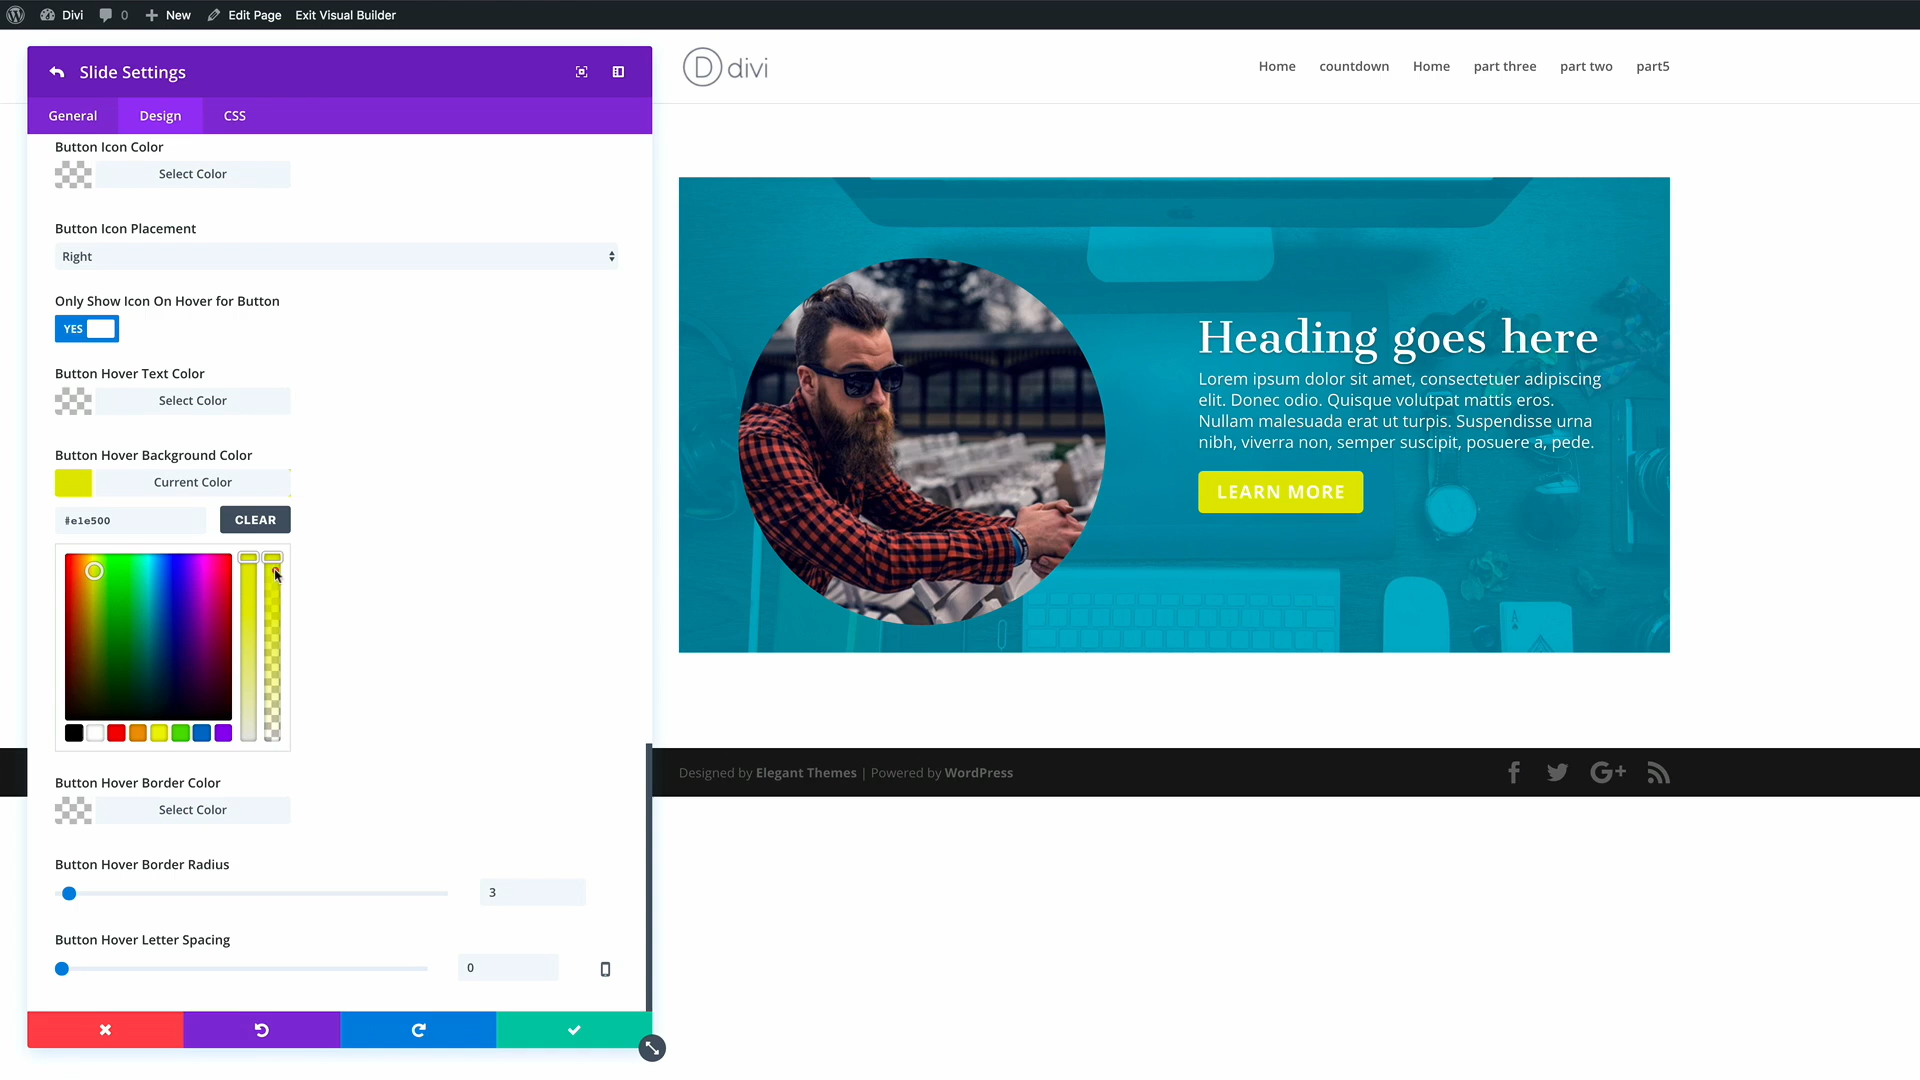 Divi
0
New
Edit Page
Exit Visual Builder
Slide Settings
General
Design
CSS
Button Icon Color
Select Color
Button Icon Placement
Right
Only Show Icon On Hover for Button
YES
Button Hover Text Color
Select Color
Button Hover Background Color
Current Color
#e1e500
CLEAR
Button Hover Border Color
Select Color
Button Hover Border Radius
3
Button Hover Letter Spacing
0
D divi
Home
countdown
Home
part three
part two
part5
Heading goes here
Lorem ipsum dolor sit amet, consectetuer adipiscing
elit. Donec odio. Quisque volutpat mattis eros.
Nullam malesuada erat ut turpis. Suspendisse urna
nibh, viverra non, semper suscipit, posuere a, pede.
LEARN MORE
Designed by Elegant Themes | Powered by WordPress